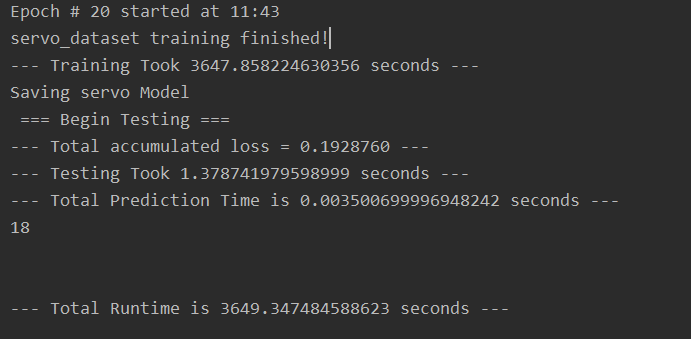 Epoch # 20 started at 11:43
servo_dataset training finished!
--- Training Took 3647.858224630356 seconds ---
Saving servo Model
 === Begin Testing ===
--- Total accumulated loss = 0.1928760 ---
--- Testing Took 1.378741979598999 seconds ---
--- Total Prediction Time is 0.003500699996948242 seconds ---
18
--- Total Runtime is 3649.347484588623 seconds ---